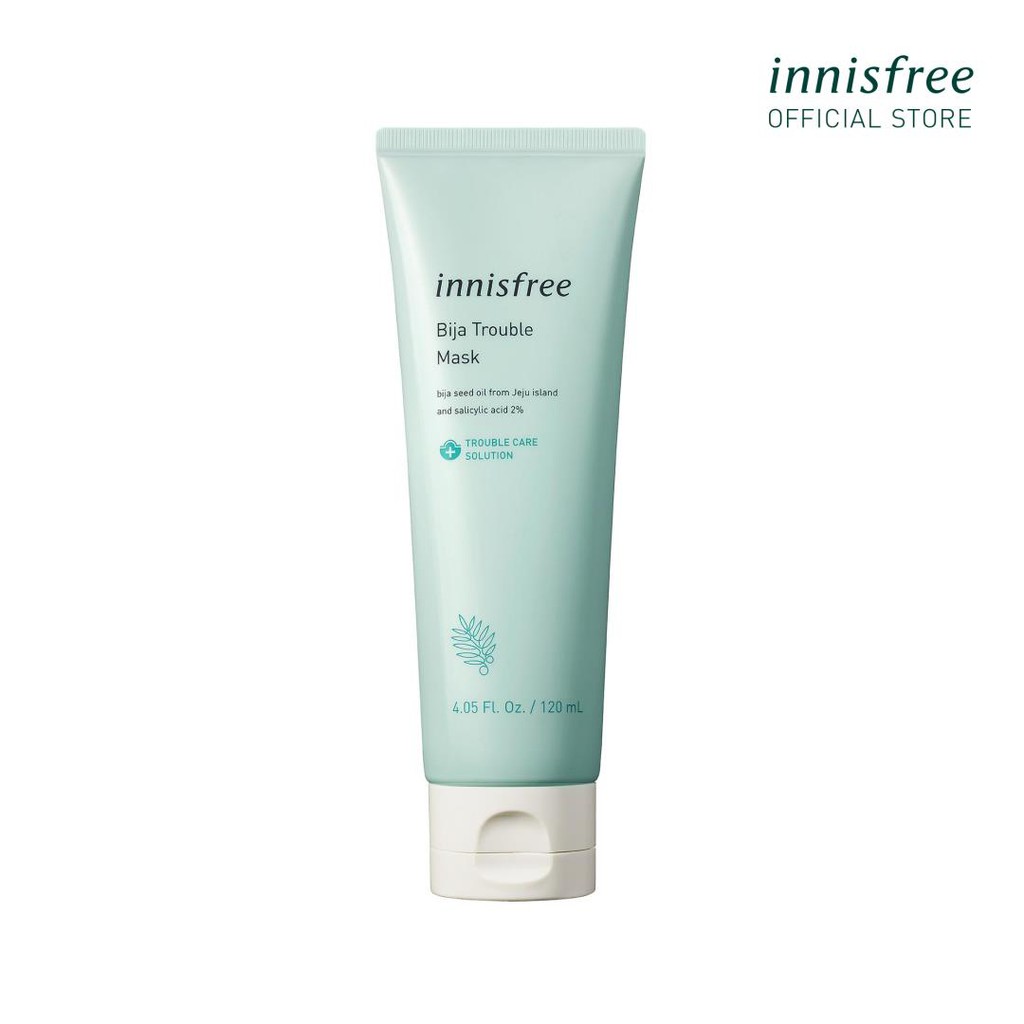 innisfree
OFFICIAL STORE
innisfree
Bija Trouble
Mask
bija seed oil from Jeju island
and salicylic acid 2%
TROUBLE CARE
SOLUTION
4.05 Fl. Oz. / 120 mL